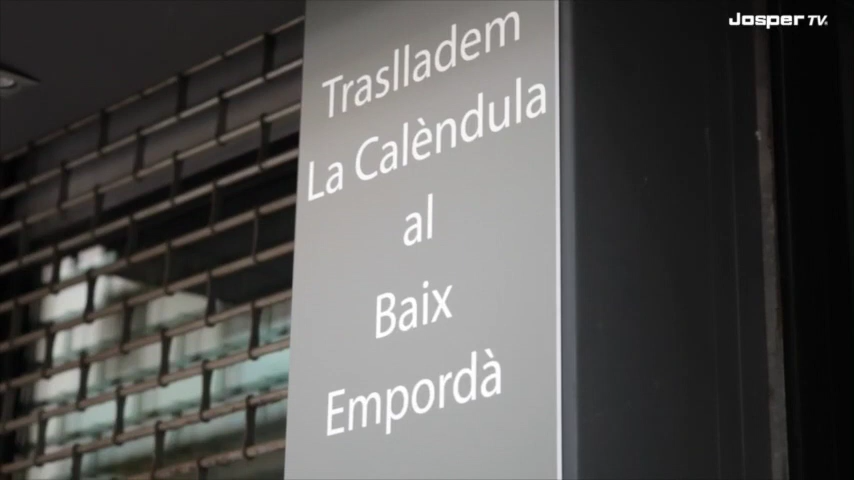 Josper TV
Traslladem
La Calèndula
al
Baix
Empordà